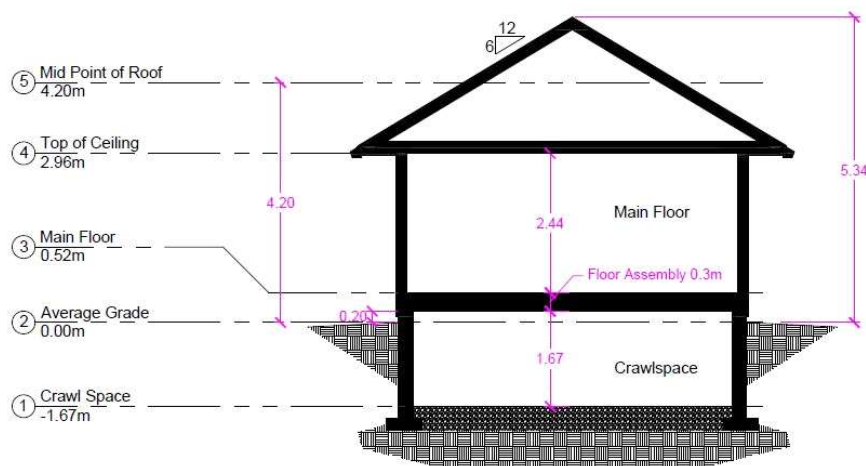 12
6
5 Mid Point of Roof
4.20m
4 Top of Ceiling
2.96m
5.34
4.20
2.44
Main Floor
3 Main Floor
0.52m
Floor Assembly 0.3m
2 Average Grade
0.00m
0.20
1.67
Crawlspace
1 Crawl Space
-1.67m